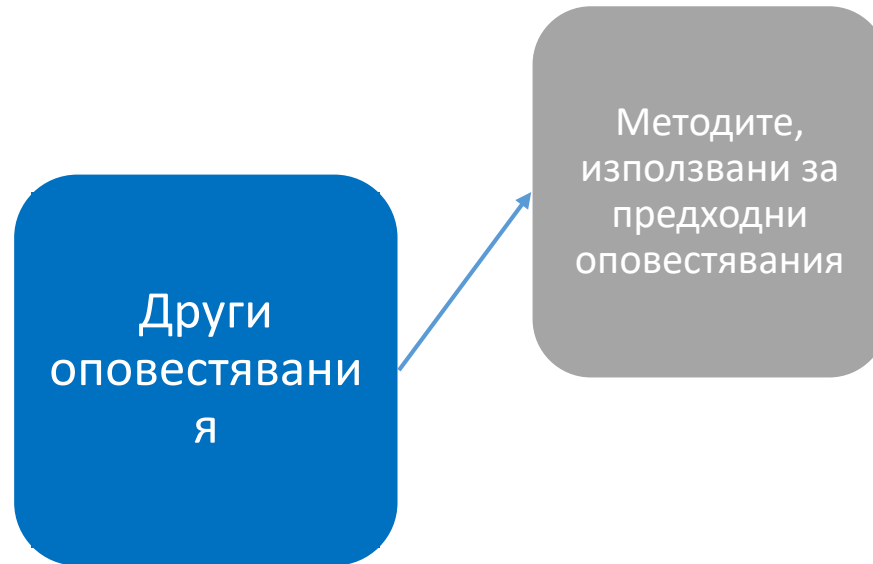 Методите,
използвани за
предходни
оповестявания
Други
оповестявани
я